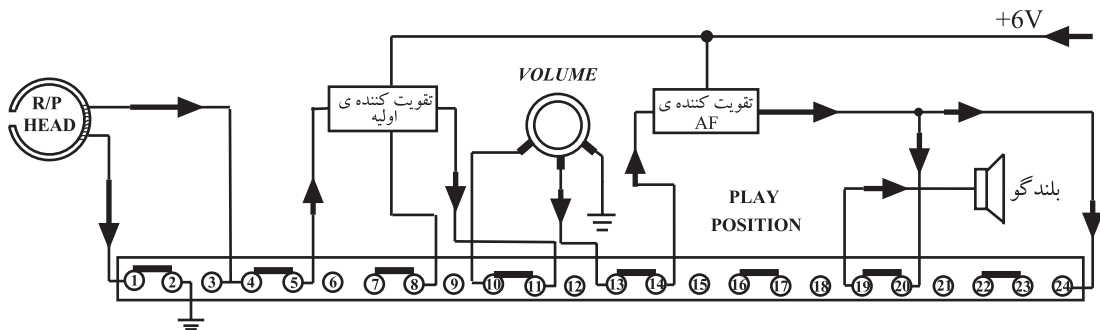 +6V
VOLUME
R/P
HEAD
تقویت کننده ی
اولیه
تقویت کننده ی
AF
PLAY
POSITION
بلندگو
1 2 3 4 5 6 7 8 9 10 11 12 13 14 15 16 17 18 19 20 21 22 23 24